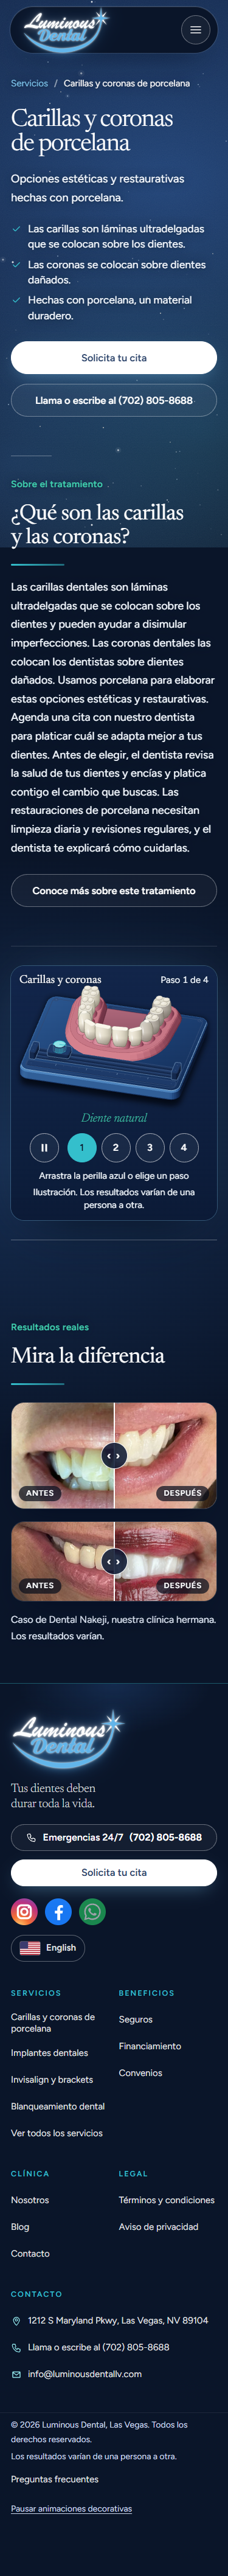 Luminous
Dental
Servicios / Carillas y coronas de porcelana
Carillas y coronas
de porcelana
Opciones estéticas y restaurativas
hechas con porcelana.
Las carillas son láminas ultradelgadas
que se colocan sobre los dientes.
Las coronas se colocan sobre dientes
dañados.
Hechas con porcelana, un material
duradero.
Solicita tu cita
Llama o escribe al (702) 805-8688
Sobre el tratamiento
¿Qué son las carillas
y las coronas?
Las carillas dentales son láminas
ultradelgadas que se colocan sobre los
dientes y pueden ayudar a disimular
imperfecciones. Las coronas dentales las
colocan los dentistas sobre dientes
dañados. Usamos porcelana para elaborar
estas opciones estéticas y restaurativas.
Agenda una cita con nuestro dentista
para platicar cuál se adapta mejor a tus
dientes. Antes de elegir, el dentista revisa
la salud de tus dientes y encías y platica
contigo el cambio que buscas. Las
restauraciones de porcelana necesitan
limpieza diaria y revisiones regulares, y el
dentista te explicará cómo cuidarlas.
Conoce más sobre este tratamiento
Carillas y coronas Paso 1 de 4
Diente natural
1 2 3 4
Arrastra la perilla azul o elige un paso
Ilustración. Los resultados varían de una
persona a otra.
Resultados reales
Mira la diferencia
ANTES DESPUÉS
ANTES DESPUÉS
Caso de Dental Nakeji, nuestra clínica hermana.
Los resultados varían.
Luminous
Dental
Tus dientes deben
durar toda la vida.
Emergencias 24/7 (702) 805-8688
Solicita tu cita
English
SERVICIOS
Carillas y coronas de
porcelana
Implantes dentales
Invisalign y brackets
Blanqueamiento dental
Ver todos los servicios
BENEFICIOS
Seguros
Financiamiento
Convenios
CLÍNICA
Nosotros
Blog
Contacto
LEGAL
Términos y condiciones
Aviso de privacidad
CONTACTO
1212 S Maryland Pkwy, Las Vegas, NV 89104
Llama o escribe al (702) 805-8688
info@luminousdentallv.com
© 2026 Luminous Dental, Las Vegas. Todos los
derechos reservados.
Los resultados varían de una persona a otra.
Preguntas frecuentes
Pausar animaciones decorativas